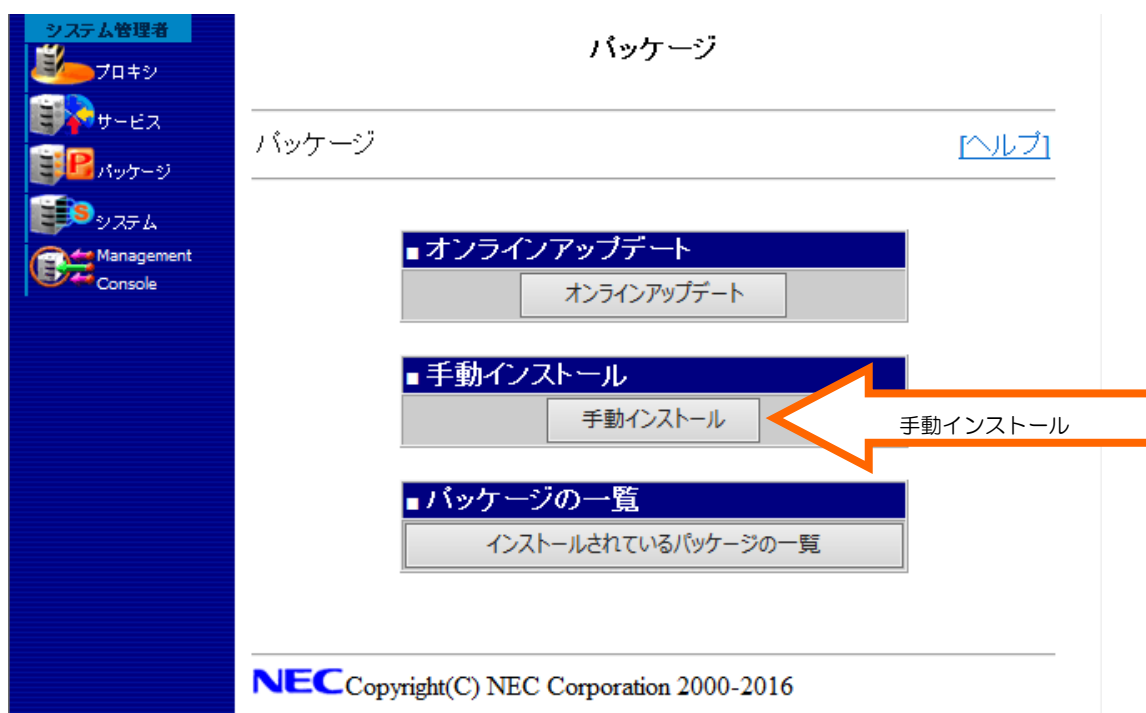 システム管理者
プロキシ
サービス
パッケージ
システム
Management
Console
パッケージ
パッケージ
[ヘルプ]
■オンラインアップデート
オンラインアップデート
■手動インストール
手動インストール
手動インストール
■パッケージの一覧
インストールされているパッケージの一覧
NEC Copyright(C) NEC Corporation 2000-2016